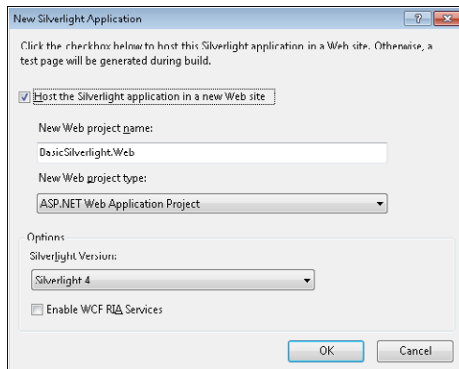 New Silverlight Application
Click the checkbox below to host this Silverlight application in a Web site. Otherwise, a
test page will be generated during build.
Host the Silverlight application in a new Web site
New Web project name:
BasicSilverlight.Web
New Web project type:
ASP.NET Web Application Project
Options
Silverlight Version:
Silverlight 4
Enable WCF RIA Services
OK Cancel